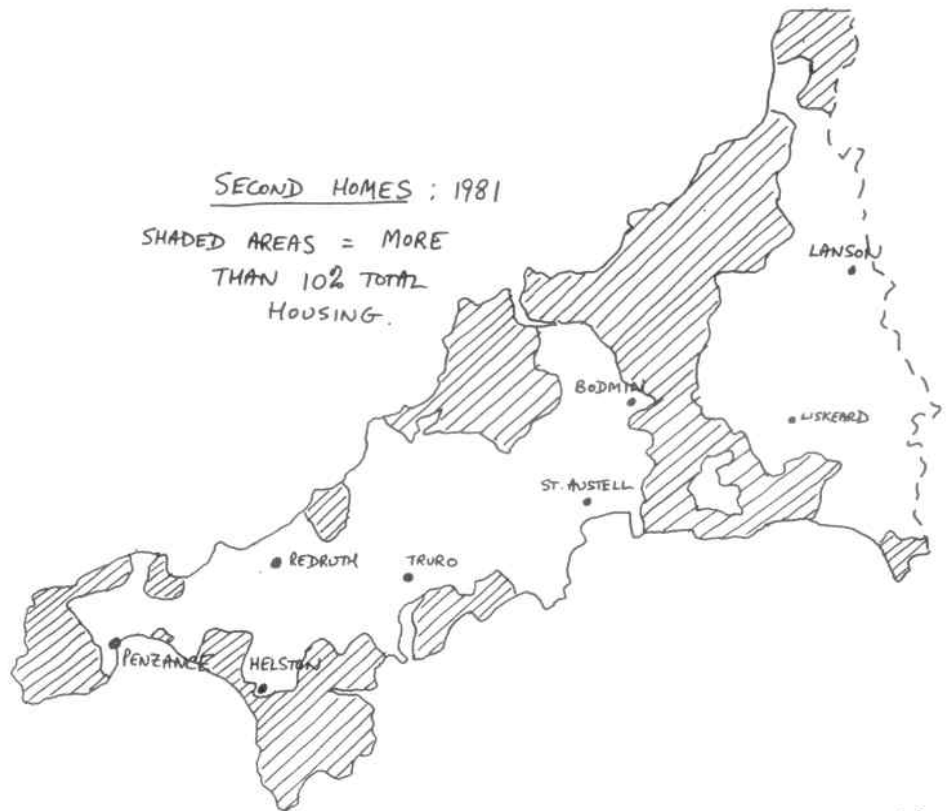 SECOND HOMES : 1981
SHADED AREAS = MORE
THAN 10% TOTAL
HOUSING.
LANSON
BODMIN
LISKEARD
ST. AUSTELL
REDRUTH
TRURO
PENZANCE
HELSTON